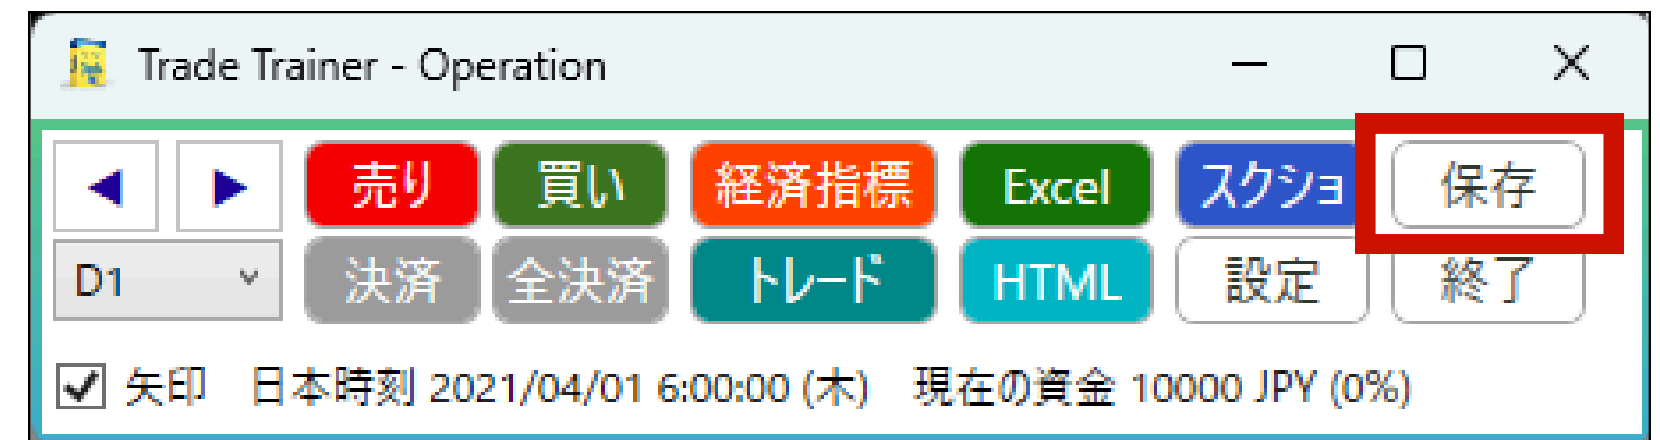 Trade Trainer - Operation
売り 買い 経済指標 Excel スクショ 保存
D1 決済 全決済 トレード HTML 設定 終了
矢印 日本時刻 2021/04/01 6:00:00 (木) 現在の資金 10000 JPY (0%)